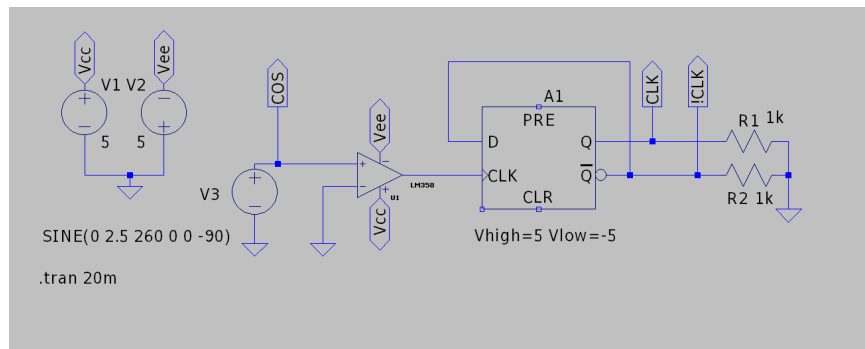 Vcc
Vee
V1 V2
5
5
COS
V3
SINE(0 2.5 260 0 0 -90)
.tran 20m
Vee
+
−
LM358
U1
Vcc
A1
PRE
D
Q
CLK
Q
CLR
Vhigh=5 Vlow=-5
CLK
!CLK
R1 1k
R2 1k